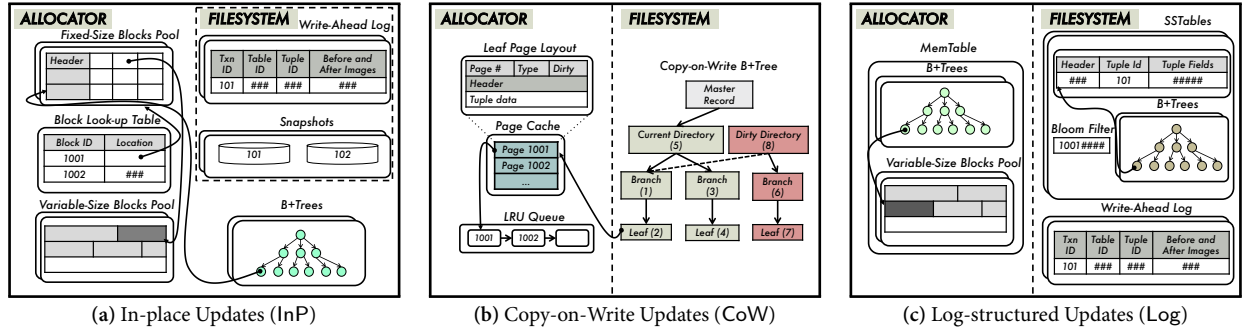 ALLOCATOR
Fixed-Size Blocks Pool
Header
Block Look-up Table
Block ID Location
1001
1002 ###
Variable-Size Blocks Pool
FILESYSTEM
Write-Ahead Log
Txn ID Table ID Tuple ID Before and After Images
101 ### ### ###
Snapshots
101 102
B+Trees
(a) In-place Updates (InP)
ALLOCATOR
Leaf Page Layout
Page # Type Dirty
Header
Tuple data
Page Cache
Page 1001
Page 1002
...
LRU Queue
1001 1002
FILESYSTEM
Copy-on-Write B+Tree
Master
Record
Current Directory
(5)
Dirty Directory
(8)
Branch
(1)
Branch
(3)
Branch
(6)
Leaf (2) Leaf (4) Leaf (7)
(b) Copy-on-Write Updates (CoW)
ALLOCATOR
MemTable
B+Trees
Variable-Size Blocks Pool
FILESYSTEM
SSTables
Header Tuple Id Tuple Fields
### 101 #####
B+Trees
Bloom Filter
1001####
Write-Ahead Log
Txn ID Table ID Tuple ID Before and After Images
101 ### ### ###
(c) Log-structured Updates (Log)